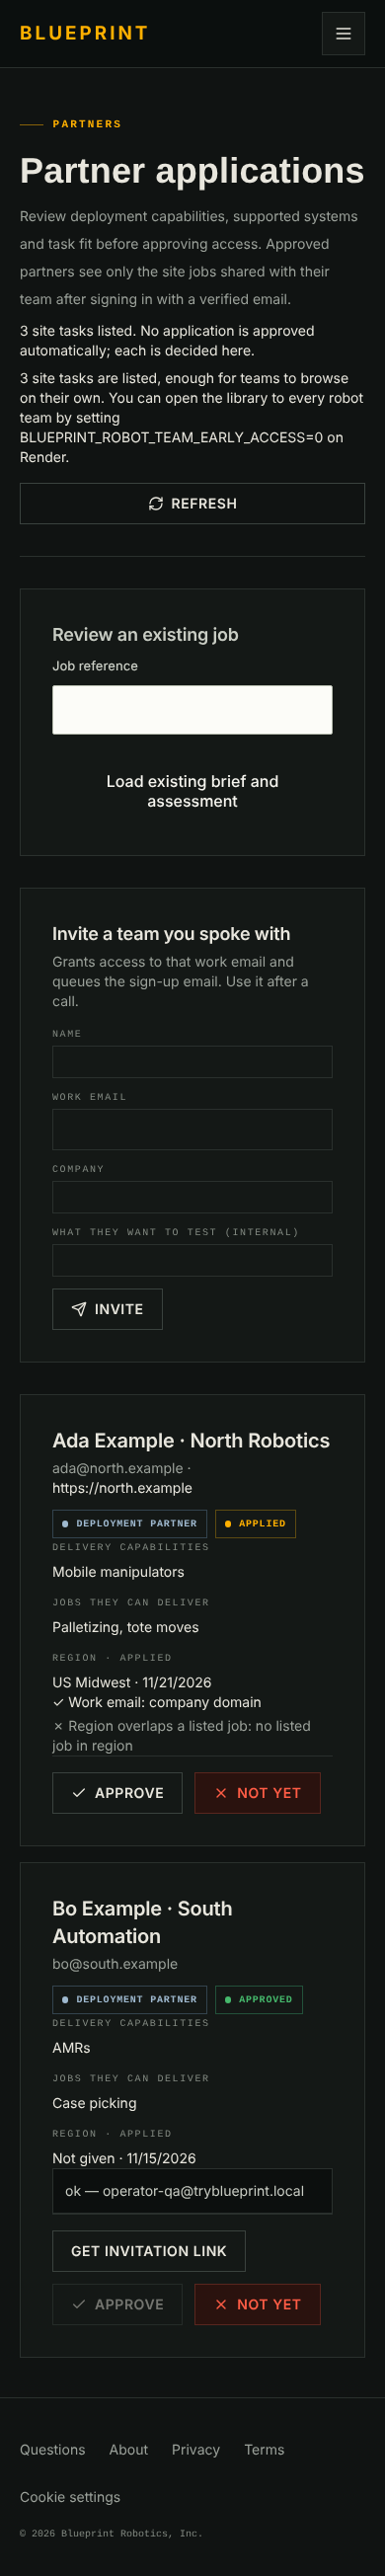 BLUEPRINT
PARTNERS
Partner applications
Review deployment capabilities, supported systems
and task fit before approving access. Approved
partners see only the site jobs shared with their
team after signing in with a verified email.
3 site tasks listed. No application is approved
automatically; each is decided here.
3 site tasks are listed, enough for teams to browse
on their own. You can open the library to every robot
team by setting
BLUEPRINT_ROBOT_TEAM_EARLY_ACCESS=0 on
Render.
REFRESH
Review an existing job
Job reference
Load existing brief and
assessment
Invite a team you spoke with
Grants access to that work email and
queues the sign-up email. Use it after a
call.
NAME
WORK EMAIL
COMPANY
WHAT THEY WANT TO TEST (INTERNAL)
INVITE
Ada Example · North Robotics
ada@north.example ·
https://north.example
DEPLOYMENT PARTNER APPLIED
DELIVERY CAPABILITIES
Mobile manipulators
JOBS THEY CAN DELIVER
Palletizing, tote moves
REGION · APPLIED
US Midwest · 11/21/2026
✓ Work email: company domain
× Region overlaps a listed job: no listed
job in region
APPROVE NOT YET
Bo Example · South
Automation
bo@south.example
DEPLOYMENT PARTNER APPROVED
DELIVERY CAPABILITIES
AMRs
JOBS THEY CAN DELIVER
Case picking
REGION · APPLIED
Not given · 11/15/2026
ok — operator-qa@tryblueprint.local
GET INVITATION LINK
APPROVE NOT YET
Questions About Privacy Terms
Cookie settings
© 2026 Blueprint Robotics, Inc.